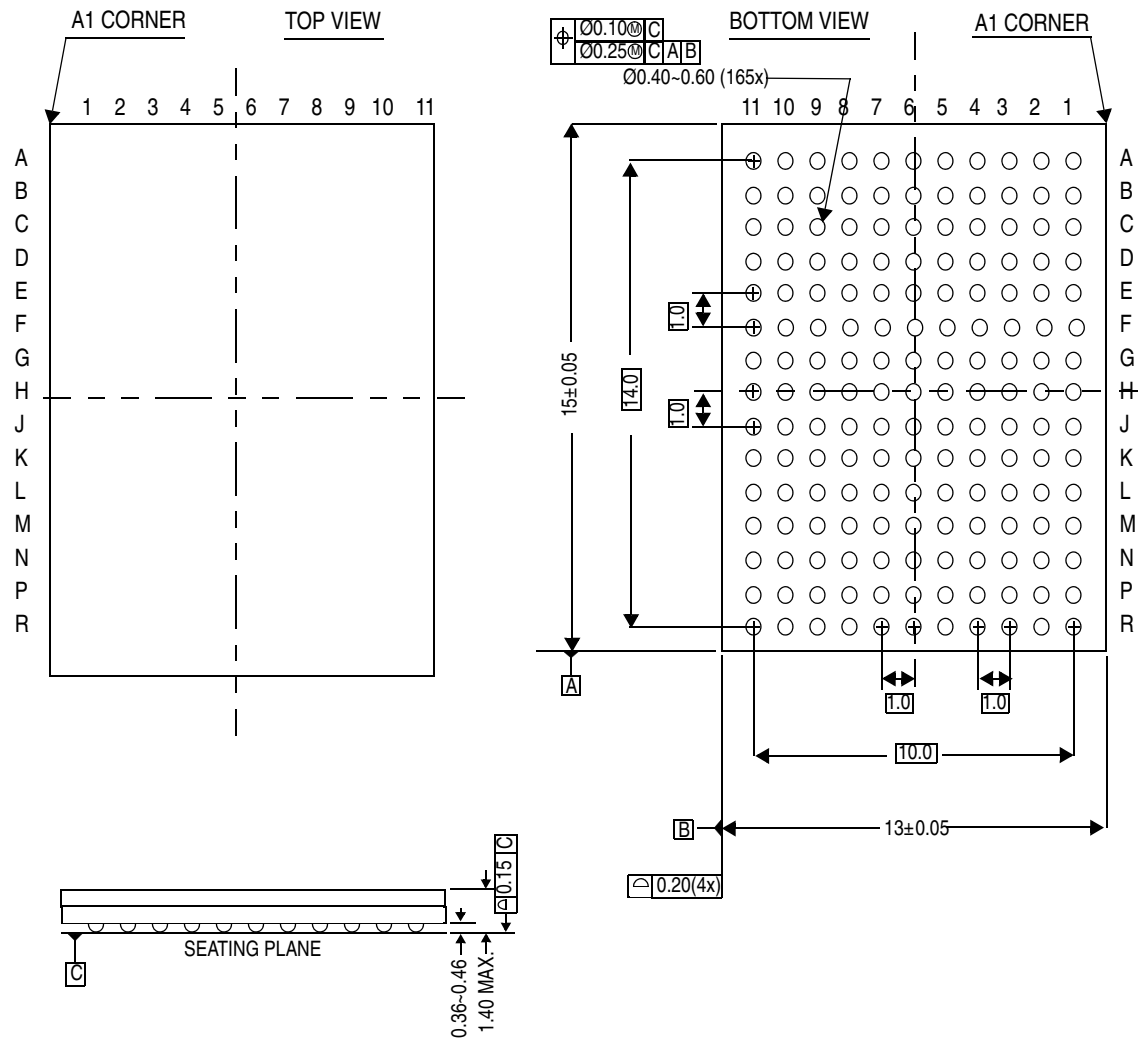 A1 CORNER
TOP VIEW
1 2 3 4 5 6 7 8 9 10 11
A
B
C
D
E
F
G
H
J
K
L
M
N
P
R
Ø0.10Ⓜ C
Ø0.25Ⓜ C A B
BOTTOM VIEW
A1 CORNER
Ø0.40~0.60 (165x)
11 10 9 8 7 6 5 4 3 2 1
A
B
C
D
E
F
G
H
J
K
L
M
N
P
R
1.0
1.0
14.0
15±0.05
A
1.0
1.0
10.0
B
13±0.05
0.20(4x)
0.15 C
SEATING PLANE
C
0.36~0.46
1.40 MAX.